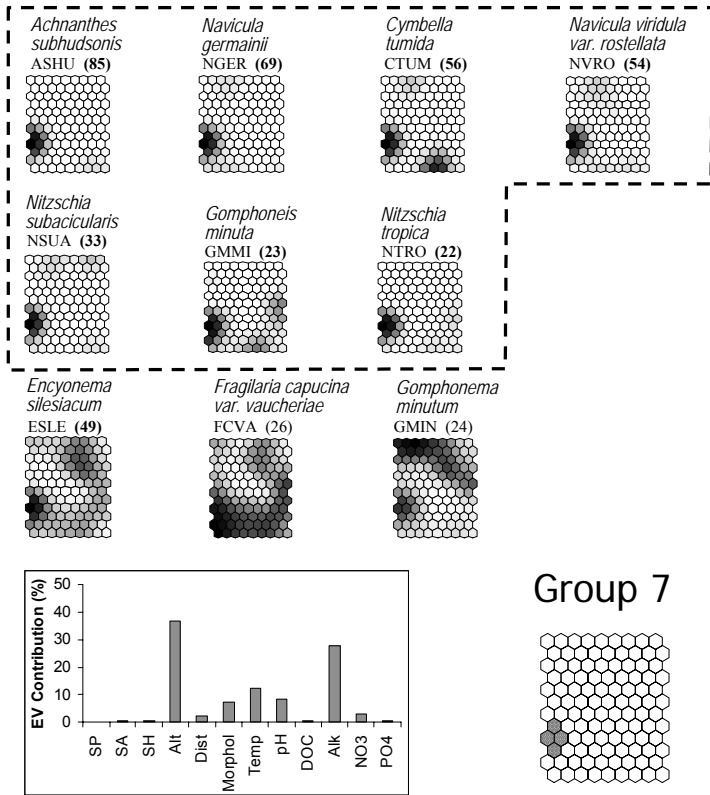 Achnanthes
subhudsonis
ASHU (85)
Navicula
germainii
NGER (69)
Cymbella
tumida
CTUM (56)
Navicula viridula
var. rostellata
NVRO (54)
Nitzschia
subacicularis
NSUA (33)
Gomphoneis
minuta
GMMI (23)
Nitzschia
tropica
NTRO (22)
Encyonema
silesiacum
ESLE (49)
Fragilaria capucina
var. vaucheriae
FCVA (26)
Gomphonema
minutum
GMIN (24)
EV Contribution (%)
50
40
30
20
10
0
SP
SA
SH
Alt
Dist
Morphol
Temp
pH
DOC
Alk
NO3
PO4
Group 7